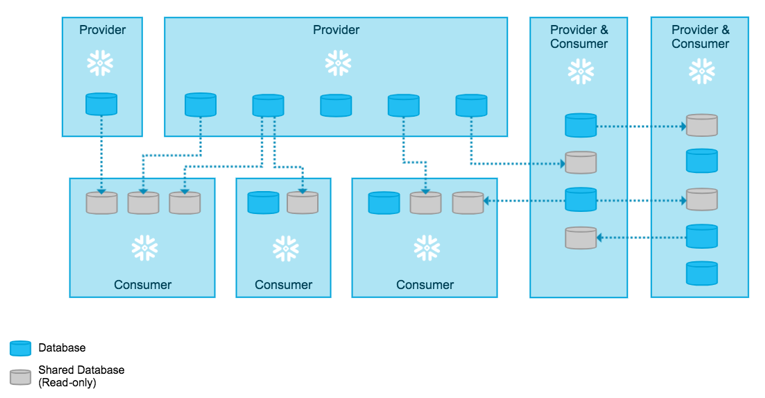 Provider
Provider
Provider &
Consumer
Provider &
Consumer
Consumer
Consumer
Consumer
Database
Shared Database
(Read-only)